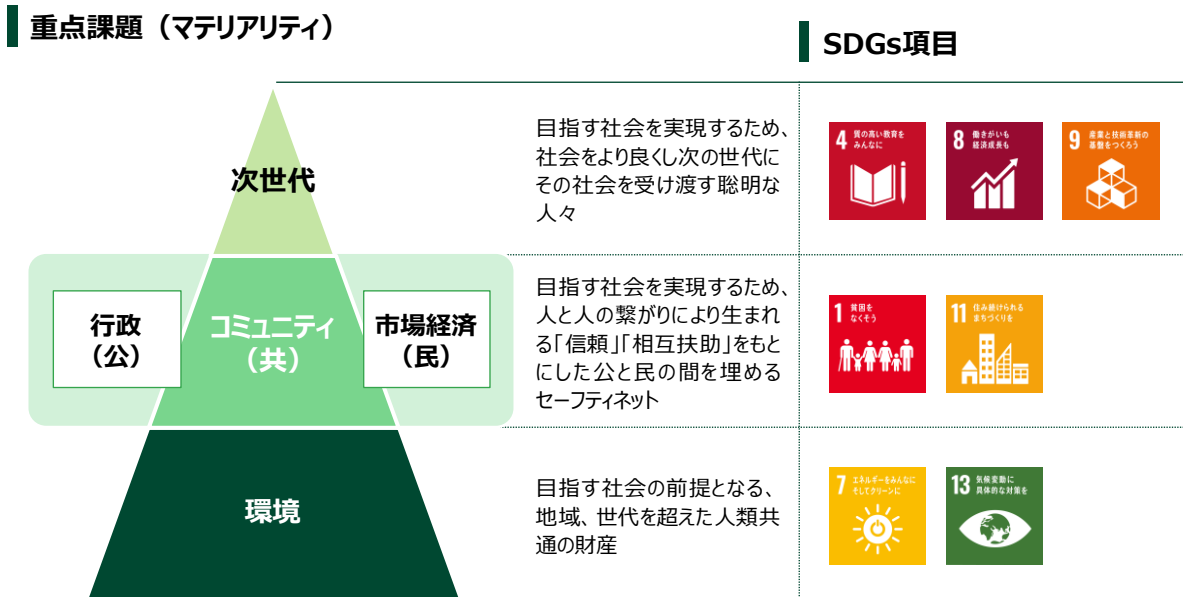 重点課題（マテリアリティ）
SDGs項目
次世代
目指す社会を実現するため、
社会をより良くし次の世代に
その社会を受け渡す聡明な
人々
4 質の高い教育を
みんなに
8 働きがいも
経済成長も
9 産業と技術革新の
基盤をつくろう
行政
（公）
コミュニティ
（共）
市場経済
（民）
目指す社会を実現するため、
人と人の繋がりにより生まれ
る「信頼」「相互扶助」をもと
にした公と民の間を埋める
セーフティネット
1 貧困を
なくそう
11 住み続けられる
まちづくりを
環境
目指す社会の前提となる、
地域、世代を超えた人類共
通の財産
7 エネルギーをみんなに
そしてクリーンに
13 気候変動に
具体的な対策を